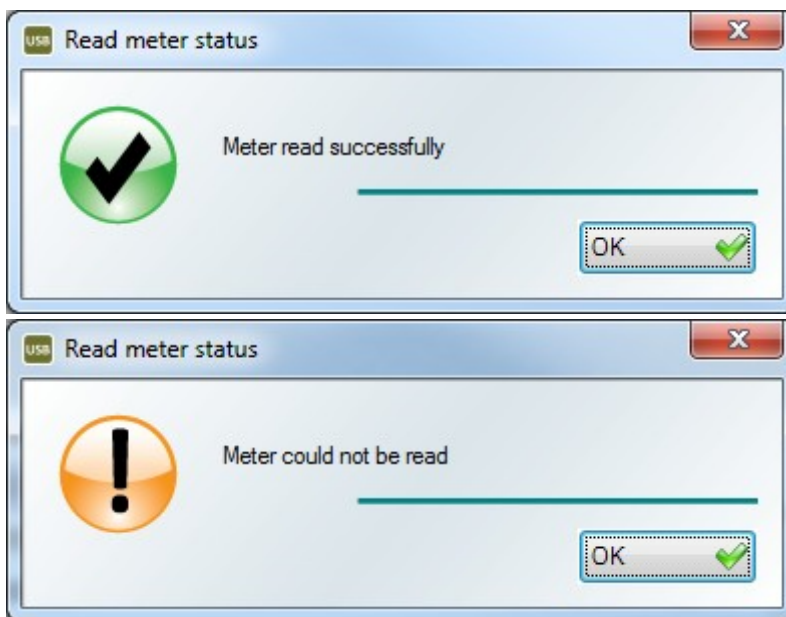 USB Read meter status
Meter read successfully
OK
USB Read meter status
Meter could not be read
OK